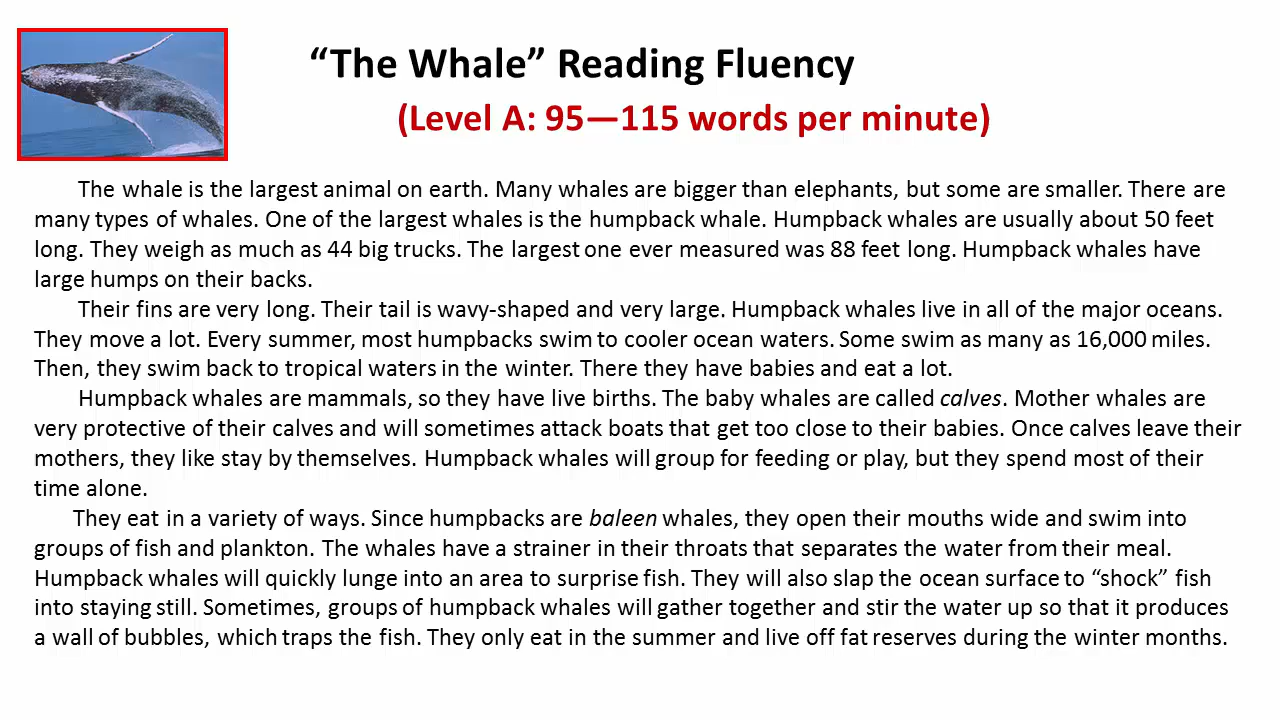 “The Whale” Reading Fluency
(Level A: 95—115 words per minute)
The whale is the largest animal on earth. Many whales are bigger than elephants, but some are smaller. There are
many types of whales. One of the largest whales is the humpback whale. Humpback whales are usually about 50 feet
long. They weigh as much as 44 big trucks. The largest one ever measured was 88 feet long. Humpback whales have
large humps on their backs.
Their fins are very long. Their tail is wavy-shaped and very large. Humpback whales live in all of the major oceans.
They move a lot. Every summer, most humpbacks swim to cooler ocean waters. Some swim as many as 16,000 miles.
Then, they swim back to tropical waters in the winter. There they have babies and eat a lot.
Humpback whales are mammals, so they have live births. The baby whales are called calves. Mother whales are
very protective of their calves and will sometimes attack boats that get too close to their babies. Once calves leave their
mothers, they like stay by themselves. Humpback whales will group for feeding or play, but they spend most of their
time alone.
They eat in a variety of ways. Since humpbacks are baleen whales, they open their mouths wide and swim into
groups of fish and plankton. The whales have a strainer in their throats that separates the water from their meal.
Humpback whales will quickly lunge into an area to surprise fish. They will also slap the ocean surface to “shock” fish
into staying still. Sometimes, groups of humpback whales will gather together and stir the water up so that it produces
a wall of bubbles, which traps the fish. They only eat in the summer and live off fat reserves during the winter months.